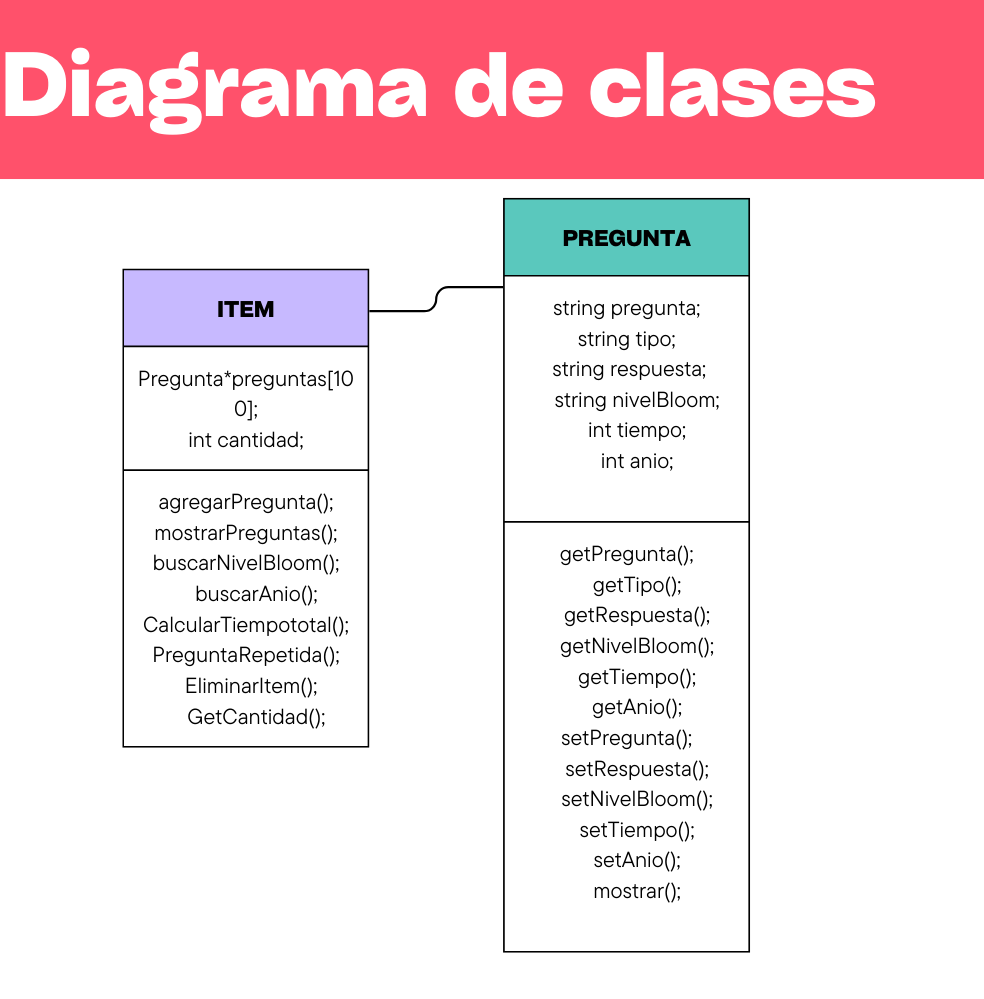 Diagrama de clases
ITEM
Pregunta*preguntas[10
0];
int cantidad;
agregarPregunta();
mostrarPreguntas();
buscarNivelBloom();
buscarAnio();
CalcularTiempototal();
PreguntaRepetida();
EliminarItem();
GetCantidad();
PREGUNTA
string pregunta;
string tipo;
string respuesta;
string nivelBloom;
int tiempo;
int anio;
getPregunta();
getTipo();
getRespuesta();
getNivelBloom();
getTiempo();
getAnio();
setPregunta();
setRespuesta();
setNivelBloom();
setTiempo();
setAnio();
mostrar();